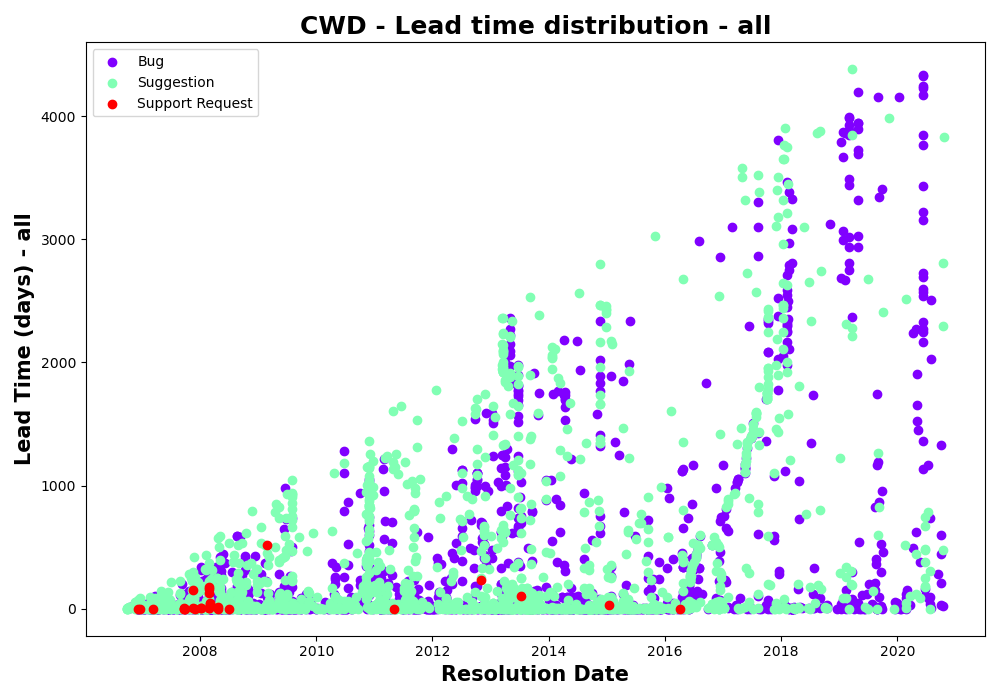 CWD - Lead time distribution - all
Bug
Suggestion
Support Request
Lead Time (days) - all
4000
3000
2000
1000
0
2008
2010
2012
2014
2016
2018
2020
Resolution Date